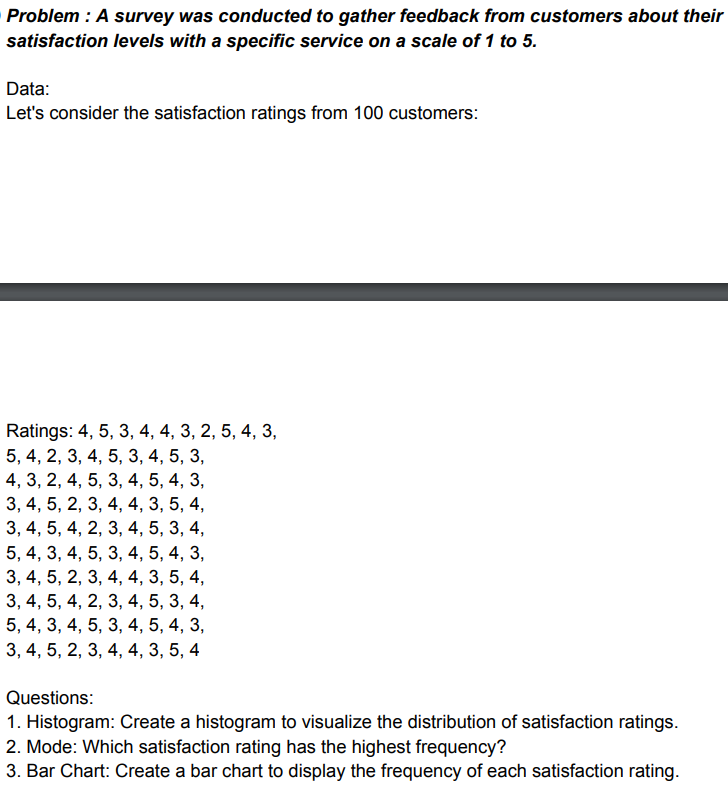 Problem : A survey was conducted to gather feedback from customers about their
satisfaction levels with a specific service on a scale of 1 to 5.
Data:
Let's consider the satisfaction ratings from 100 customers:
Ratings: 4, 5, 3, 4, 4, 3, 2, 5, 4, 3,
5, 4, 2, 3, 4, 5, 3, 4, 5, 3,
4, 3, 2, 4, 5, 3, 4, 5, 4, 3,
3, 4, 5, 2, 3, 4, 4, 3, 5, 4,
3, 4, 5, 4, 2, 3, 4, 5, 3, 4,
5, 4, 3, 4, 5, 3, 4, 5, 4, 3,
3, 4, 5, 2, 3, 4, 4, 3, 5, 4,
3, 4, 5, 4, 2, 3, 4, 5, 3, 4,
5, 4, 3, 4, 5, 3, 4, 5, 4, 3,
3, 4, 5, 2, 3, 4, 4, 3, 5, 4
Questions:
1. Histogram: Create a histogram to visualize the distribution of satisfaction ratings.
2. Mode: Which satisfaction rating has the highest frequency?
3. Bar Chart: Create a bar chart to display the frequency of each satisfaction rating.